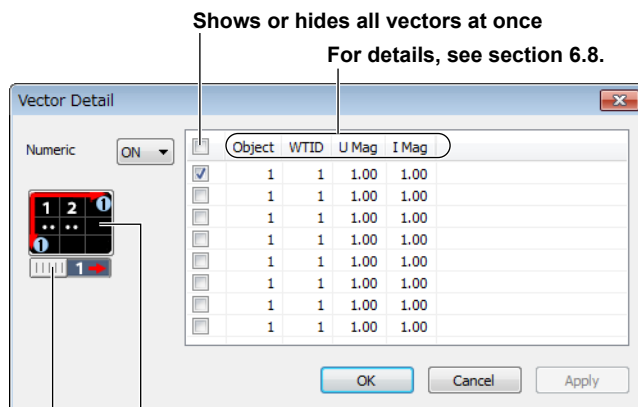 Shows or hides all vectors at once
For details, see section 6.8.
Vector Detail
Numeric ON
Object WTID U Mag I Mag
1 1 1.00 1.00
1 1 1.00 1.00
1 1 1.00 1.00
1 1 1.00 1.00
1 1 1.00 1.00
1 1 1.00 1.00
1 1 1.00 1.00
1 1 1.00 1.00
1 2 1
.. ..
1
1
OK Cancel Apply